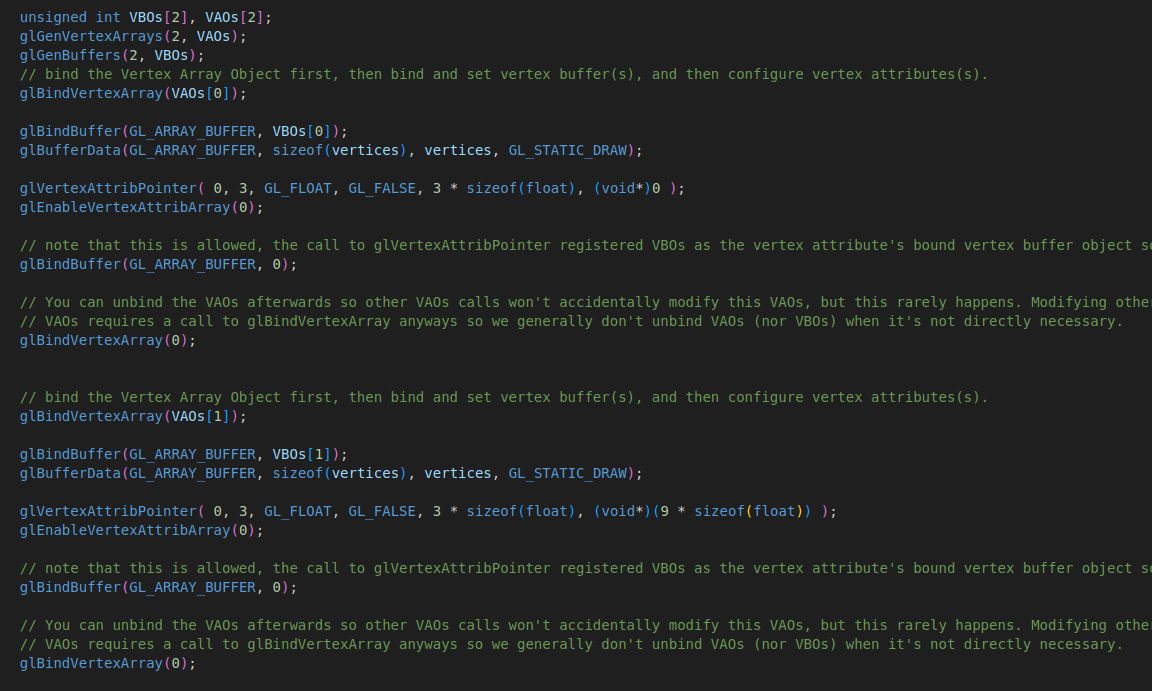 unsigned int VBOs[2], VAOs[2];
glGenVertexArrays(2, VAOs);
glGenBuffers(2, VBOs);
// bind the Vertex Array Object first, then bind and set vertex buffer(s), and then configure vertex attributes(s).
glBindVertexArray(VAOs[0]);
glBindBuffer(GL_ARRAY_BUFFER, VBOs[0]);
glBufferData(GL_ARRAY_BUFFER, sizeof(vertices), vertices, GL_STATIC_DRAW);
glVertexAttribPointer( 0, 3, GL_FLOAT, GL_FALSE, 3 * sizeof(float), (void*)0 );
glEnableVertexAttribArray(0);
// note that this is allowed, the call to glVertexAttribPointer registered VBOs as the vertex attribute's bound vertex buffer object
glBindBuffer(GL_ARRAY_BUFFER, 0);
// You can unbind the VAOs afterwards so other VAOs calls won't accidentally modify this VAOs, but this rarely happens. Modifying
// VAOs requires a call to glBindVertexArray anyways so we generally don't unbind VAOs (nor VBOs) when it's not directly necessary.
glBindVertexArray(0);
// bind the Vertex Array Object first, then bind and set vertex buffer(s), and then configure vertex attributes(s).
glBindVertexArray(VAOs[1]);
glBindBuffer(GL_ARRAY_BUFFER, VBOs[1]);
glBufferData(GL_ARRAY_BUFFER, sizeof(vertices), vertices, GL_STATIC_DRAW);
glVertexAttribPointer( 0, 3, GL_FLOAT, GL_FALSE, 3 * sizeof(float), (void*)(9 * sizeof(float)) );
glEnableVertexAttribArray(0);
// note that this is allowed, the call to glVertexAttribPointer registered VBOs as the vertex attribute's bound vertex buffer object
glBindBuffer(GL_ARRAY_BUFFER, 0);
// You can unbind the VAOs afterwards so other VAOs calls won't accidentally modify this VAOs, but this rarely happens. Modifying
// VAOs requires a call to glBindVertexArray anyways so we generally don't unbind VAOs (nor VBOs) when it's not directly necessary.
glBindVertexArray(0);